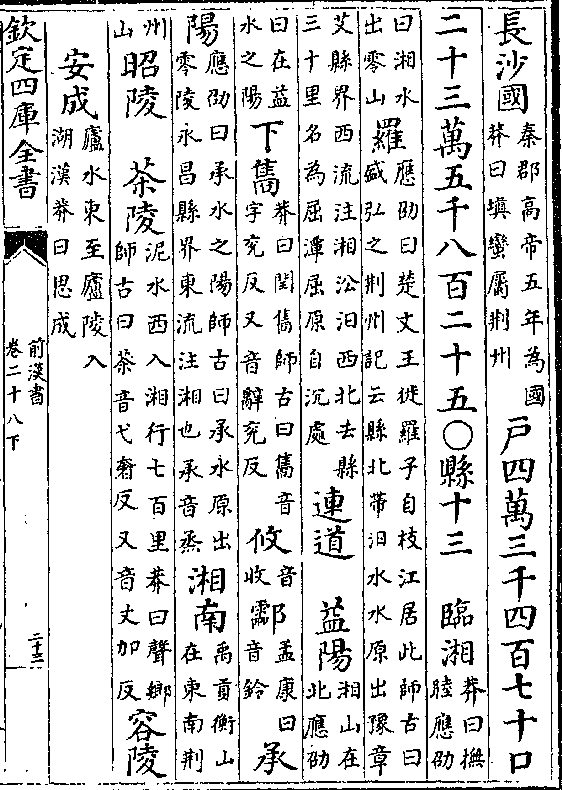 長沙國秦郡高帝五年為國莽曰塡蠻屬荆州户四萬三千四百七十口
二十三萬五千八百二十五〇縣十三 臨湘莽曰撫睦應劭
曰湘水出零山羅應劭曰楚文王徙羅子自枝江居此師古曰盛弘之荆州記云縣北帶汨水水原出豫章
艾縣界西流注湘㳂汨西北去縣三十里名為屈潭屈原自沉處連道 益陽湘山在北應劭
曰在益水之陽下雋莽曰閏雋師古曰雋音字兖反又音辭兖反攸音收酃孟康曰音鈴承
陽應劭曰承水之陽師古曰承水原出零陵永昌縣界東流注湘也承音烝湘南禹貢衡山在東南荆
州山昭陵 茶陵泥水西入湘行七百里莽曰聲鄉師古曰茶音弋奢反又音丈加反容陵
安成廬水東至廬陵入湖漢莽曰思成
欽定四庫全書
前漢書
卷二十八下
二十三